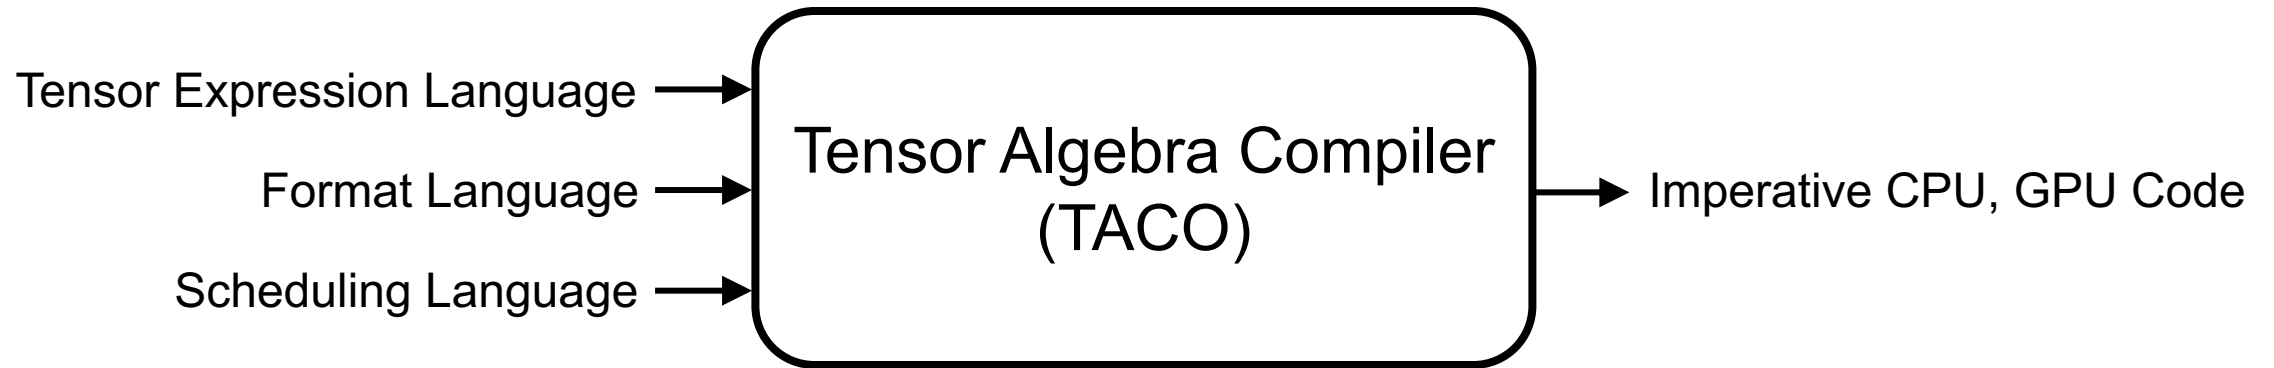 Tensor Expression Language
Format Language
Scheduling Language
Tensor Algebra Compiler
(TACO)
Imperative CPU, GPU Code